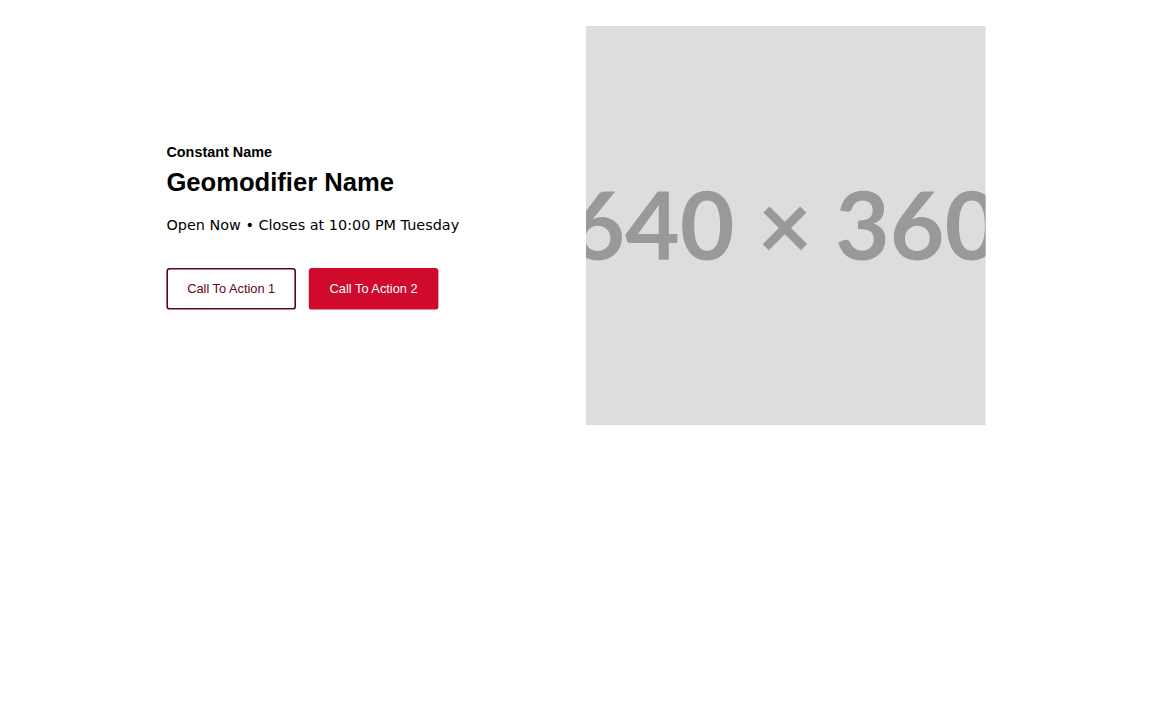 Constant Name
Geomodifier Name
Open Now • Closes at 10:00 PM Tuesday
Call To Action 1
Call To Action 2
640 × 360